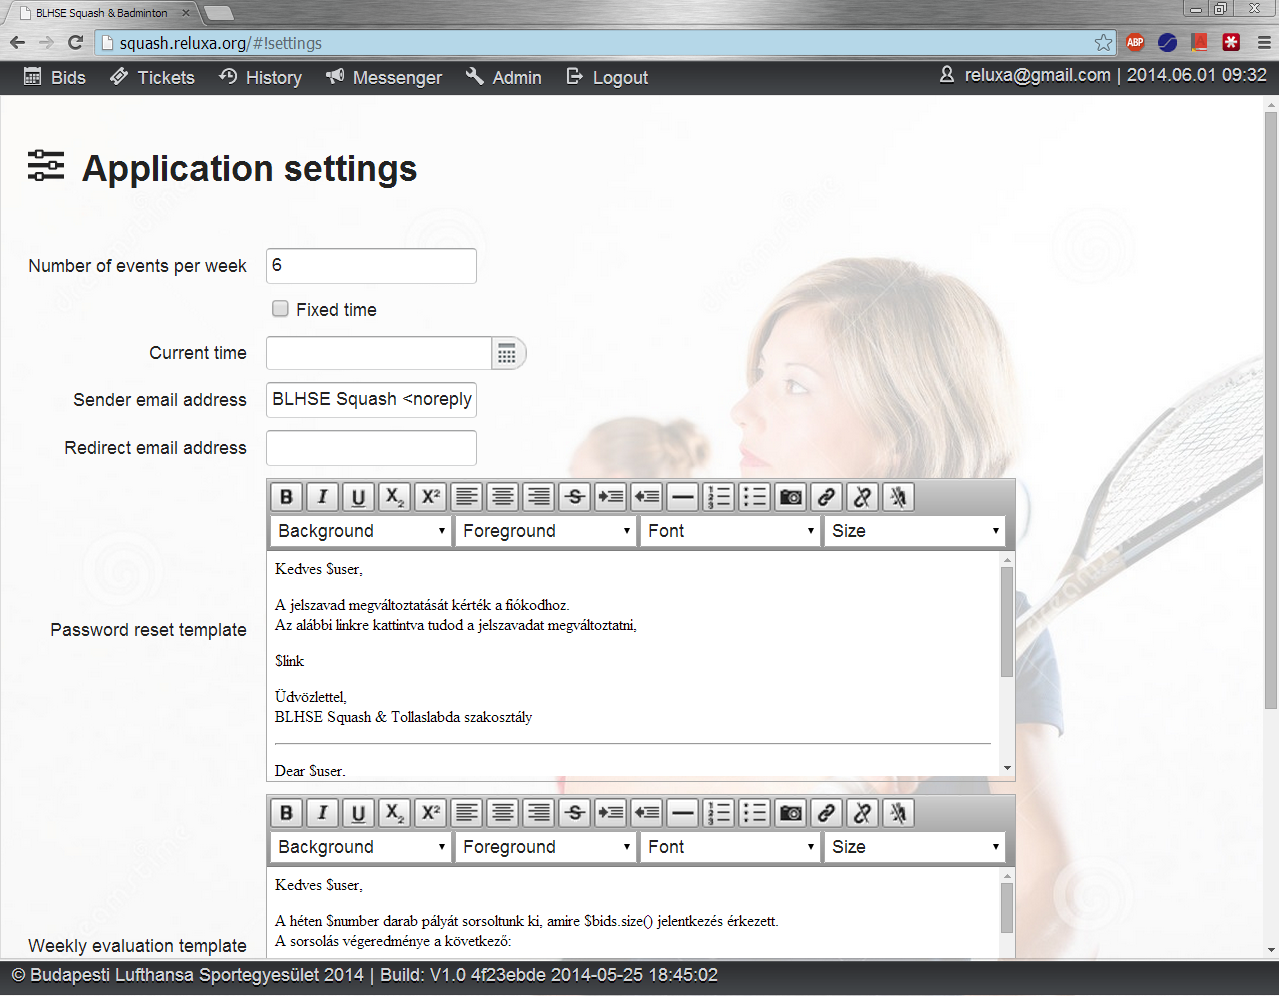 BLHSE Squash & Badminton
squash.reluxa.org/#!settings
ABP
Bids Tickets History Messenger Admin Logout reluxa@gmail.com | 2014.06.01 09:32
Application settings
Number of events per week 6
Fixed time
Current time
Sender email address BLHSE Squash <noreply
Redirect email address
B I U X2 X2 S
Background Foreground Font Size
Password reset template
Kedves $user,
A jelszavad megváltoztatását kérték a fiókodhoz.
Az alábbi linkre kattintva tudod a jelszavadat megváltoztatni,
$link
Üdvözlettel,
BLHSE Squash & Tollaslabda szakosztály
Dear $user,
B I U X2 X2 S
Background Foreground Font Size
Weekly evaluation template
Kedves $user,
A héten $number darab pályát sorsoltunk ki, amire $bids.size() jelentkezés érkezett.
A sorsolás végeredménye a következő:
© Budapesti Lufthansa Sportegyesület 2014 | Build: V1.0 4f23ebde 2014-05-25 18:45:02